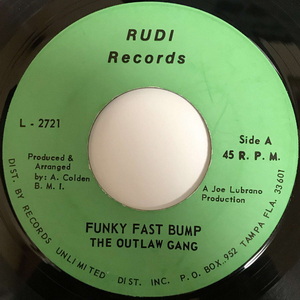 RUDI
Records
L - 2721
Side A
45 R. P. M.
Produced &
Arranged
by: A. Colden
B. M. I.
A Joe Lubrano
Production
FUNKY FAST BUMP
THE OUTLAW GANG
DIST. BY RECORDS UNLIMITED DIST. INC. P. O. BOX..952 TAMPA FLA. 33601